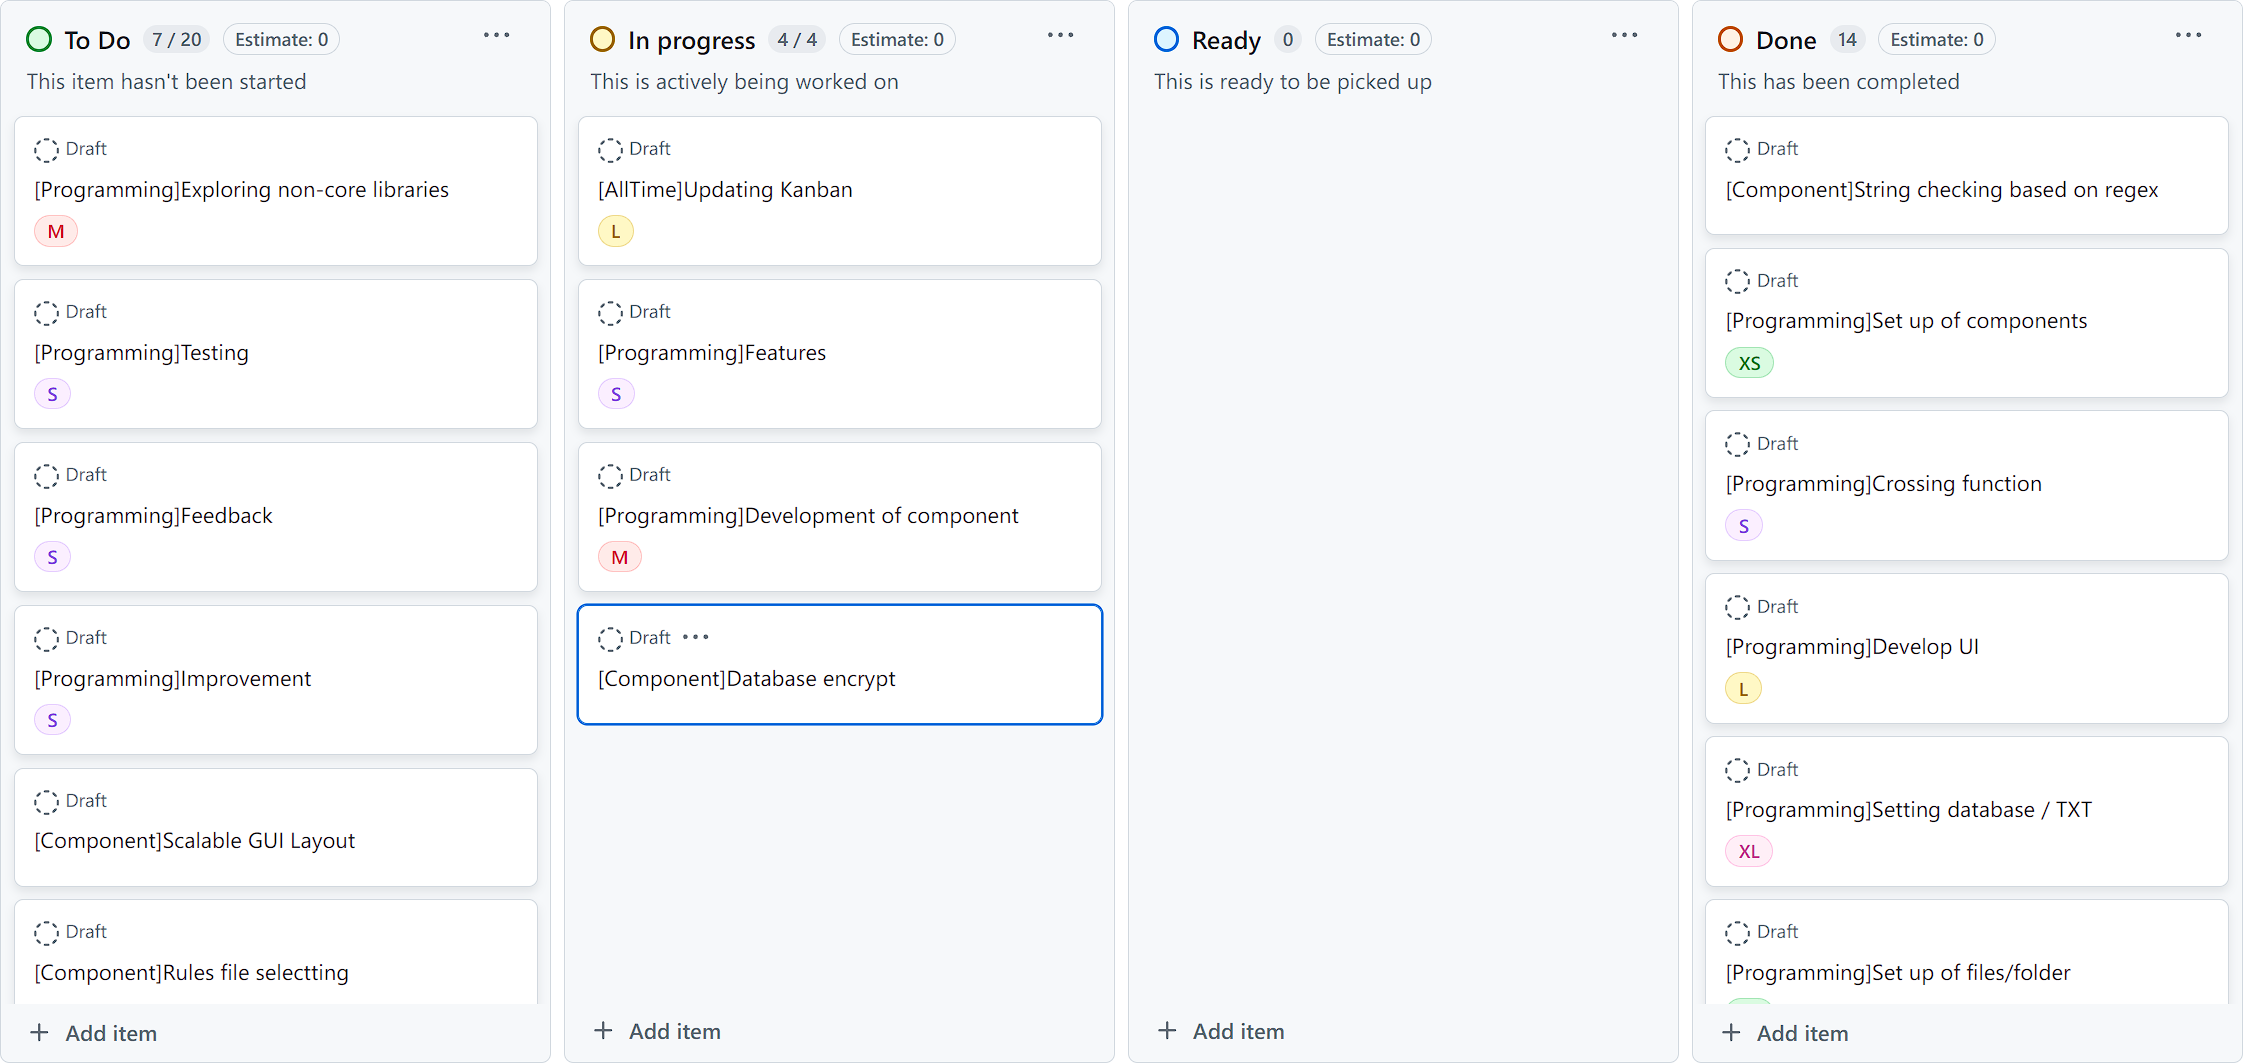 To Do 7 / 20 Estimate: 0
This item hasn't been started
Draft
[Programming]Exploring non-core libraries
M
Draft
[Programming]Testing
S
Draft
[Programming]Feedback
S
Draft
[Programming]Improvement
S
Draft
[Component]Scalable GUI Layout
Draft
[Component]Rules file selectting
Add item
In progress 4 / 4 Estimate: 0
This is actively being worked on
Draft
[AllTime]Updating Kanban
L
Draft
[Programming]Features
S
Draft
[Programming]Development of component
M
Draft
[Component]Database encrypt
Add item
Ready 0 Estimate: 0
This is ready to be picked up
Add item
Done 14 Estimate: 0
This has been completed
Draft
[Component]String checking based on regex
Draft
[Programming]Set up of components
XS
Draft
[Programming]Crossing function
S
Draft
[Programming]Develop UI
L
Draft
[Programming]Setting database / TXT
XL
Draft
[Programming]Set up of files/folder
Add item